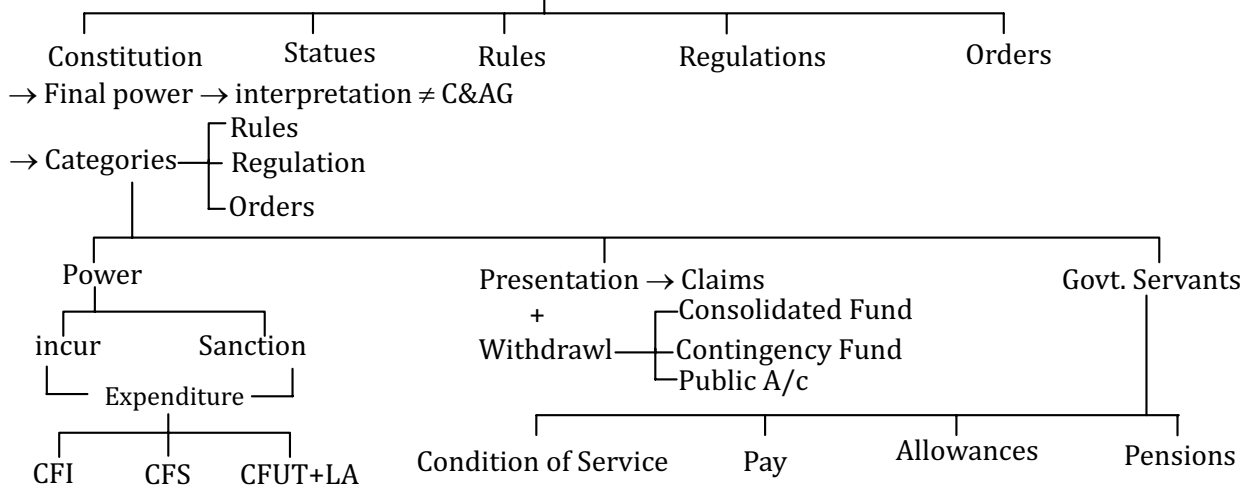 Constitution Statues Rules Regulations Orders
→ Final power → interpretation ≠ C&AG
Rules
→ Categories Regulation
Orders
Power Presentation → Claims Govt. Servants
+ Consolidated Fund
incur Sanction Withdrawl Contingency Fund
Public A/c
Expenditure
Condition of Service Pay Allowances Pensions
CFI CFS CFUT+LA